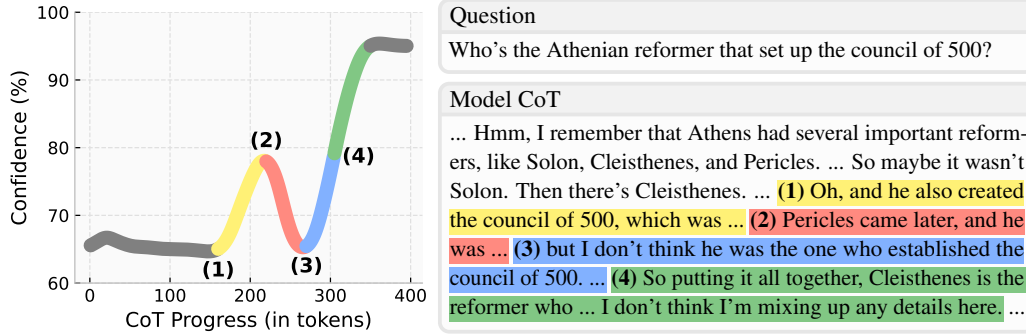 100
90
80
70
60
Confidence (%)
(1)
(2)
(3)
(4)
0
100
200
300
400
CoT Progress (in tokens)
Question
Who's the Athenian reformer that set up the council of 500?
Model CoT
... Hmm, I remember that Athens had several important reform-
ers, like Solon, Cleisthenes, and Pericles. ... So maybe it wasn't
Solon. Then there's Cleisthenes. ... (1) Oh, and he also created
the council of 500, which was ... (2) Pericles came later, and he
was ... (3) but I don't think he was the one who established the
council of 500. ... (4) So putting it all together, Cleisthenes is the
reformer who ... I don't think I'm mixing up any details here. ...